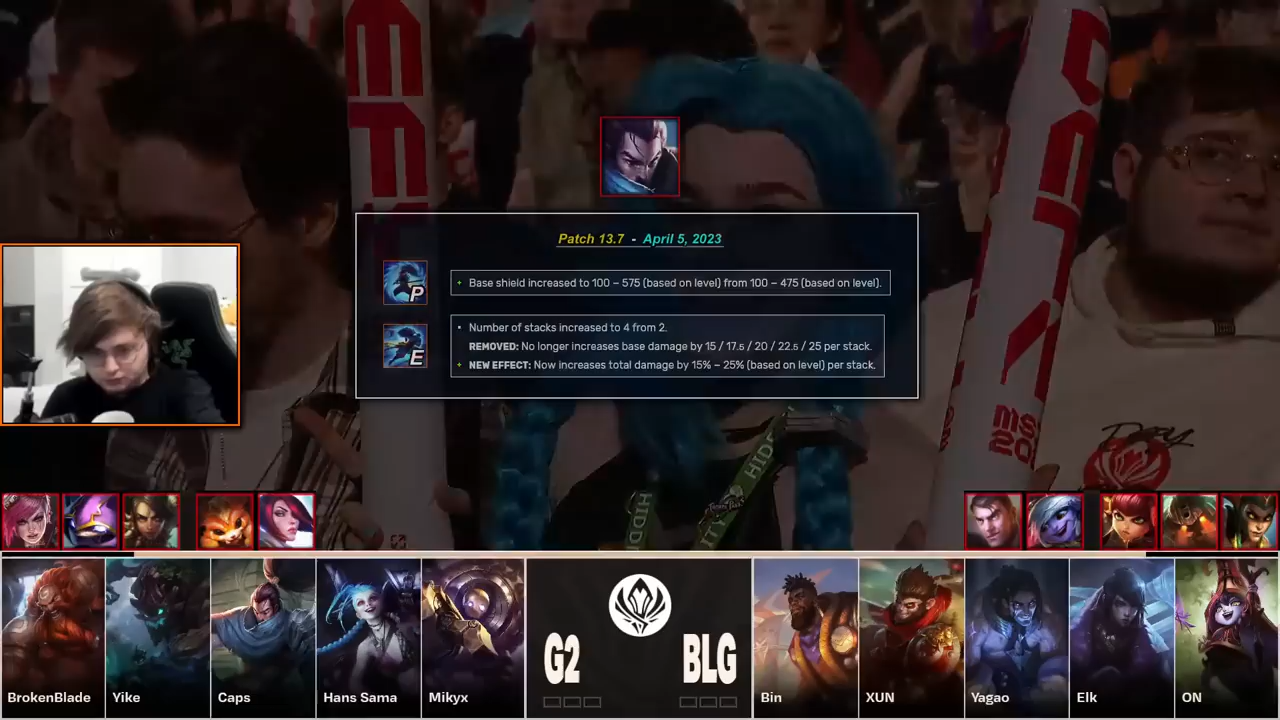 Patch 13.7 - April 5, 2023
P
+ Base shield increased to 100 – 575 (based on level) from 100 – 475 (based on level).
E
• Number of stacks increased to 4 from 2.
REMOVED: No longer increases base damage by 15 / 17.5 / 20 / 22.5 / 25 per stack.
+ NEW EFFECT: Now increases total damage by 15% – 25% (based on level) per stack.
HIDE
HIDI
G2
BLG
BrokenBlade
Yike
Caps
Hans Sama
Mikyx
Bin
XUN
Yagao
Elk
ON